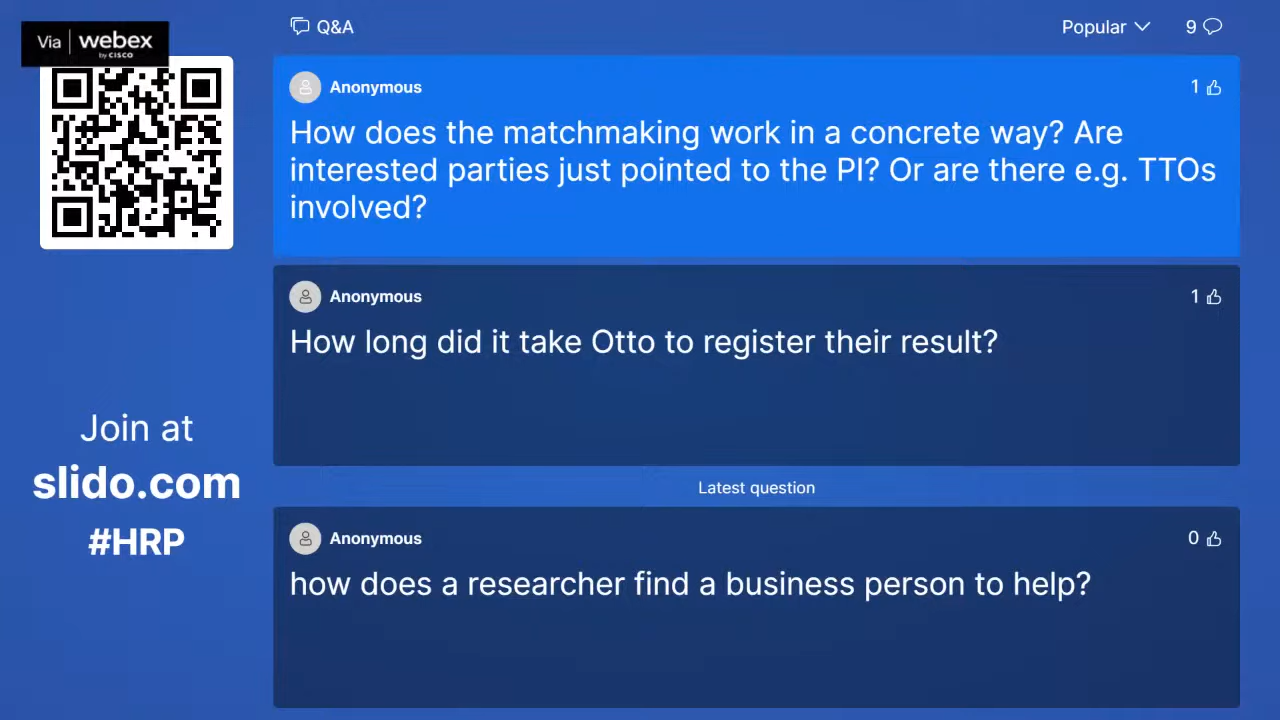 Via webex
by CISCO
Q&A
Popular
9
Anonymous
1
How does the matchmaking work in a concrete way? Are
interested parties just pointed to the PI? Or are there e.g. TTOs
involved?
Anonymous
1
How long did it take Otto to register their result?
Join at
slido.com
#HRP
Latest question
Anonymous
0
how does a researcher find a business person to help?